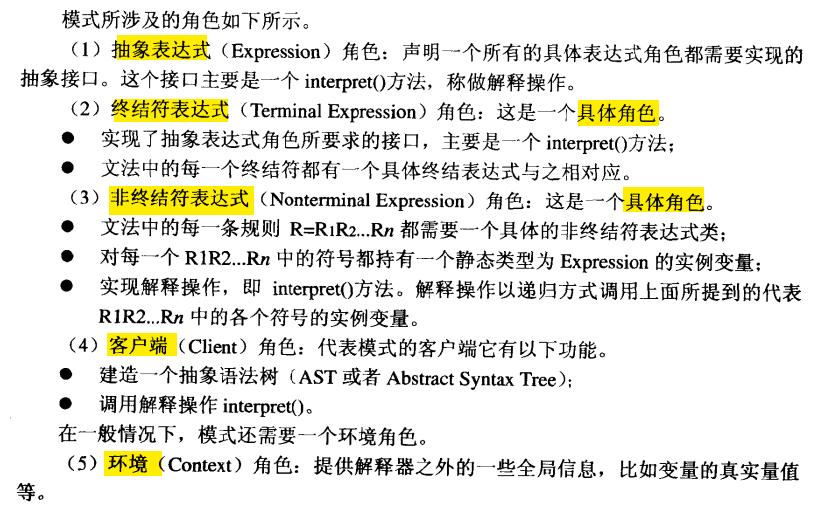 模式所涉及的角色如下所示。
（1）抽象表达式（Expression）角色：声明一个所有的具体表达式角色都需要实现的
抽象接口。这个接口主要是一个 interpret()方法，称做解释操作。
（2）终结符表达式（Terminal Expression）角色：这是一个具体角色。
● 实现了抽象表达式角色所要求的接口，主要是一个 interpret()方法；
● 文法中的每一个终结符都有一个具体终结表达式与之相对应。
（3）非终结符表达式（Nonterminal Expression）角色：这是一个具体角色。
● 文法中的每一条规则 R=R1R2...Rn 都需要一个具体的非终结符表达式类；
● 对每一个 R1R2...Rn 中的符号都持有一个静态类型为 Expression 的实例变量；
● 实现解释操作，即 interpret()方法。解释操作以递归方式调用上面所提到的代表
R1R2...Rn 中的各个符号的实例变量。
（4）客户端（Client）角色：代表模式的客户端它有以下功能。
● 建造一个抽象语法树（AST 或者 Abstract Syntax Tree）；
● 调用解释操作 interpret()。
在一般情况下，模式还需要一个环境角色。
（5）环境（Context）角色：提供解释器之外的一些全局信息，比如变量的真实量值
等。